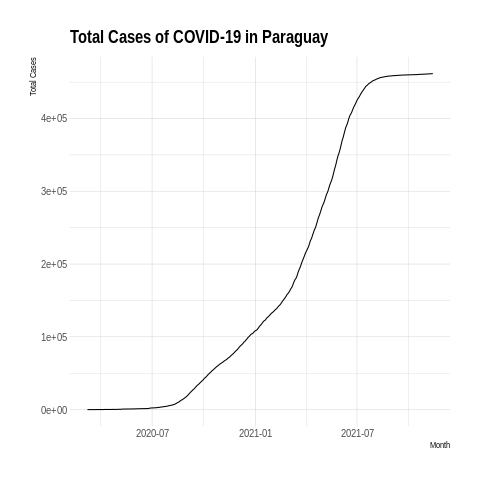 Total Cases of COVID-19 in Paraguay
Total Cases
4e+05
3e+05
2e+05
1e+05
0e+00
2020-07 2021-01 2021-07
Month